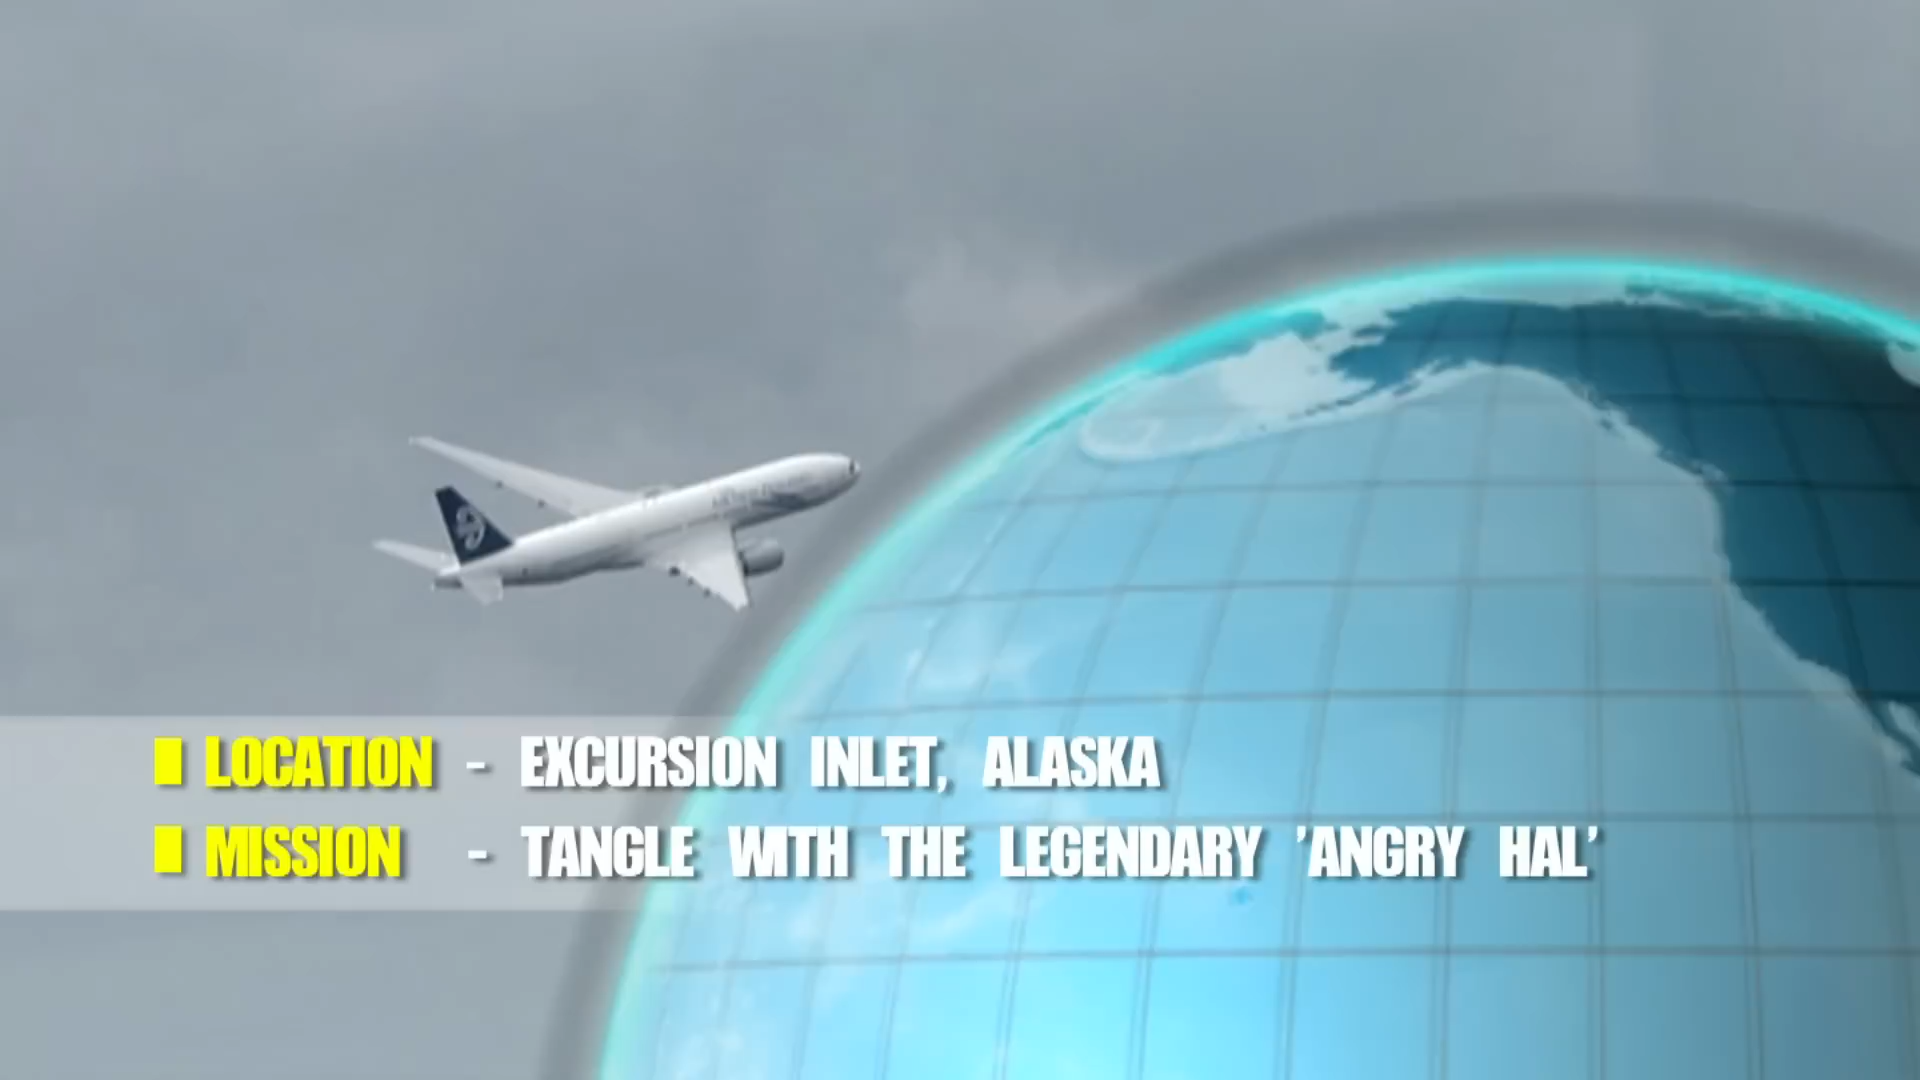 LOCATION - EXCURSION INLET, ALASKA
MISSION - TANGLE WITH THE LEGENDARY 'ANGRY HAL'